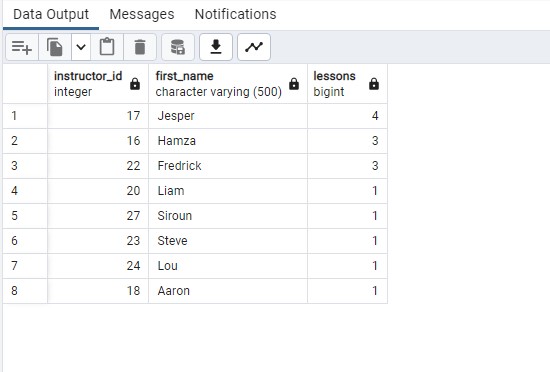 Data Output Messages Notifications
instructor_id first_name lessons
integer character varying (500) bigint
1 17 Jesper 4
2 16 Hamza 3
3 22 Fredrick 3
4 20 Liam 1
5 27 Siroun 1
6 23 Steve 1
7 24 Lou 1
8 18 Aaron 1